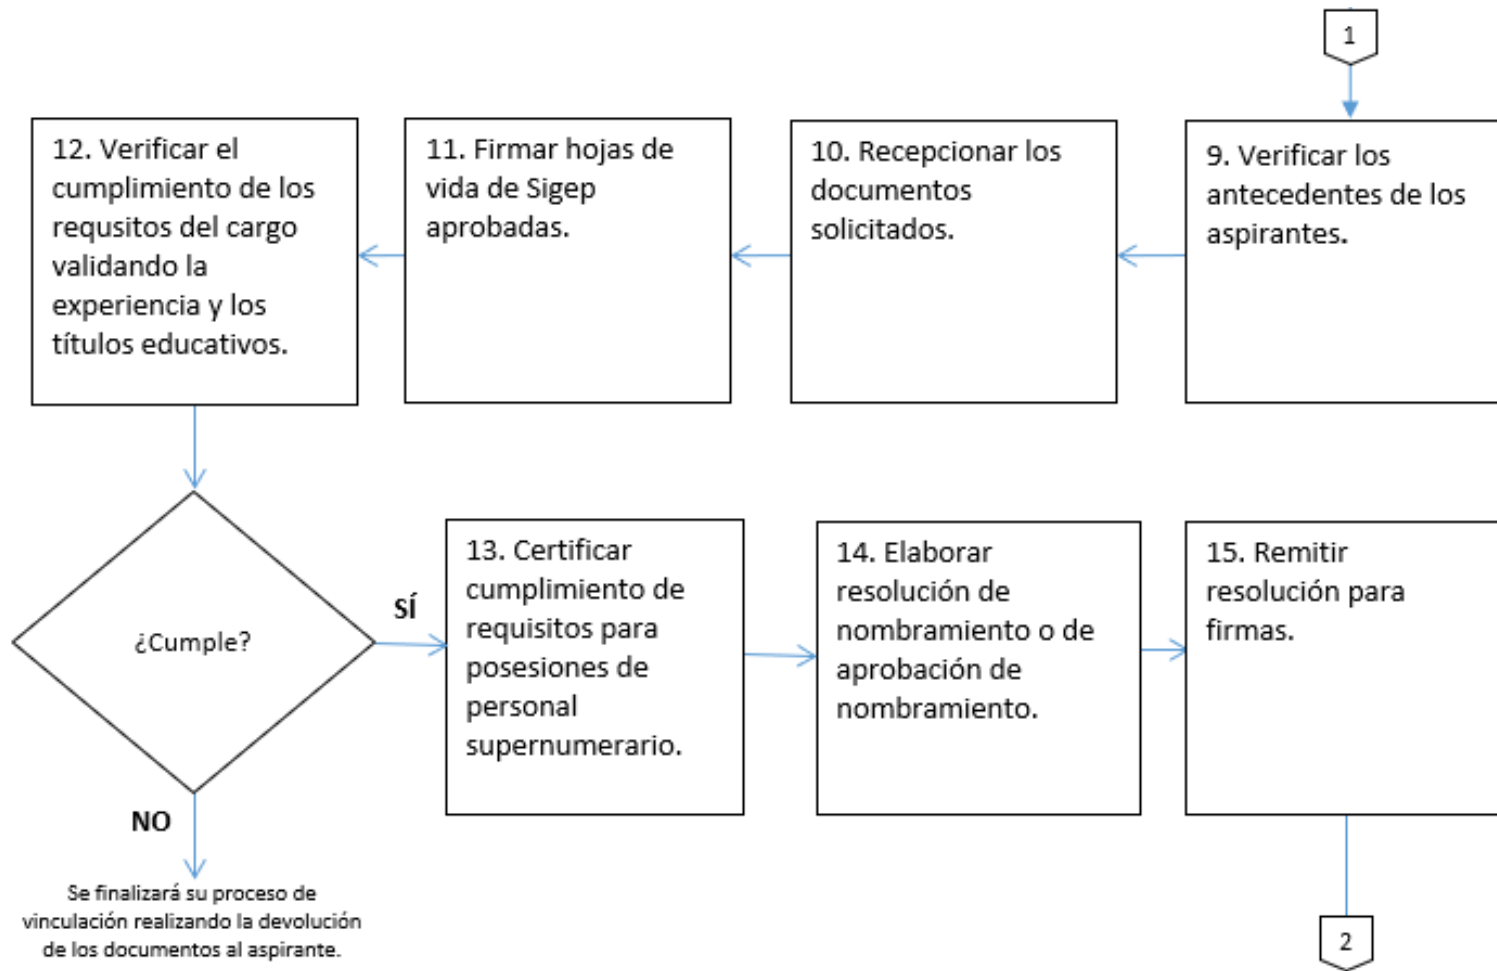 1
9. Verificar los
antecedentes de los
aspirantes.
10. Recepcionar los
documentos
solicitados.
11. Firmar hojas de
vida de Sigep
aprobadas.
12. Verificar el
cumplimiento de los
requsitos del cargo
validando la
experiencia y los
títulos educativos.
¿Cumple?
SÍ
13. Certificar
cumplimiento de
requisitos para
posesiones de
personal
supernumerario.
14. Elaborar
resolución de
nombramiento o de
aprobación de
nombramiento.
15. Remitir
resolución para
firmas.
2
NO
Se finalizará su proceso de
vinculación realizando la devolución
de los documentos al aspirante.